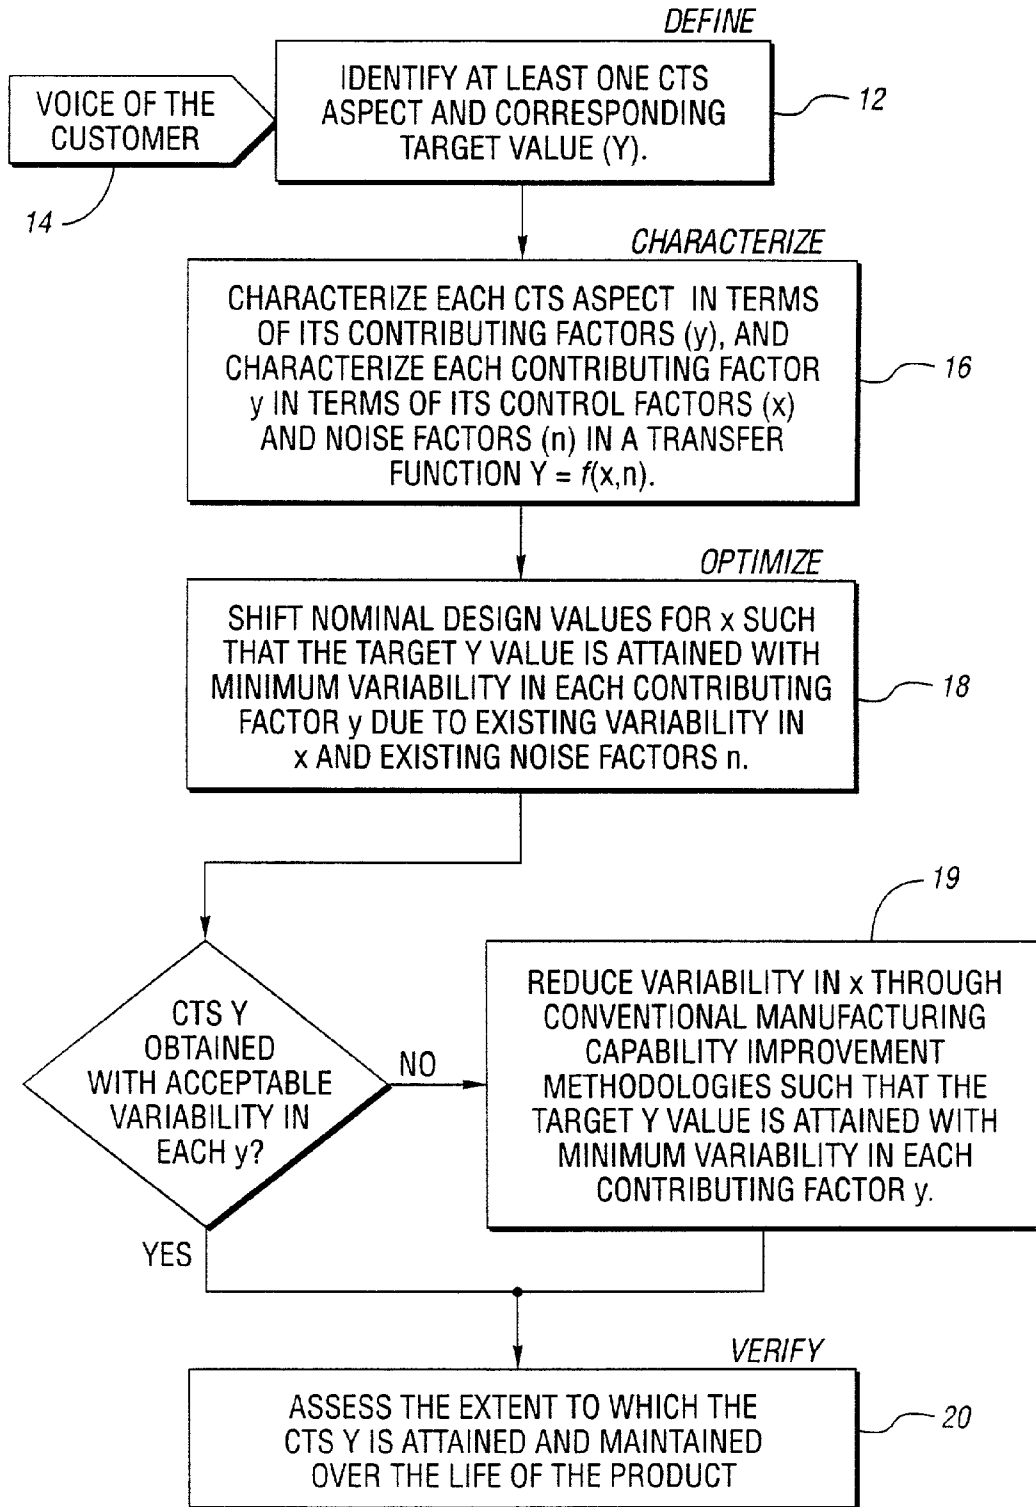 DEFINE
VOICE OF THE
CUSTOMER
14
IDENTIFY AT LEAST ONE CTS
ASPECT AND CORRESPONDING
TARGET VALUE (Y).
12
CHARACTERIZE
CHARACTERIZE EACH CTS ASPECT IN TERMS
OF ITS CONTRIBUTING FACTORS (y), AND
CHARACTERIZE EACH CONTRIBUTING FACTOR
y IN TERMS OF ITS CONTROL FACTORS (x)
AND NOISE FACTORS (n) IN A TRANSFER
FUNCTION Y = f(x,n).
16
OPTIMIZE
SHIFT NOMINAL DESIGN VALUES FOR x SUCH
THAT THE TARGET Y VALUE IS ATTAINED WITH
MINIMUM VARIABILITY IN EACH CONTRIBUTING
FACTOR y DUE TO EXISTING VARIABILITY IN
x AND EXISTING NOISE FACTORS n.
18
CTS Y
OBTAINED
WITH ACCEPTABLE
VARIABILITY IN
EACH y?
NO
YES
19
REDUCE VARIABILITY IN x THROUGH
CONVENTIONAL MANUFACTURING
CAPABILITY IMPROVEMENT
METHODOLOGIES SUCH THAT THE
TARGET Y VALUE IS ATTAINED WITH
MINIMUM VARIABILITY IN EACH
CONTRIBUTING FACTOR y.
VERIFY
ASSESS THE EXTENT TO WHICH THE
CTS Y IS ATTAINED AND MAINTAINED
OVER THE LIFE OF THE PRODUCT
20